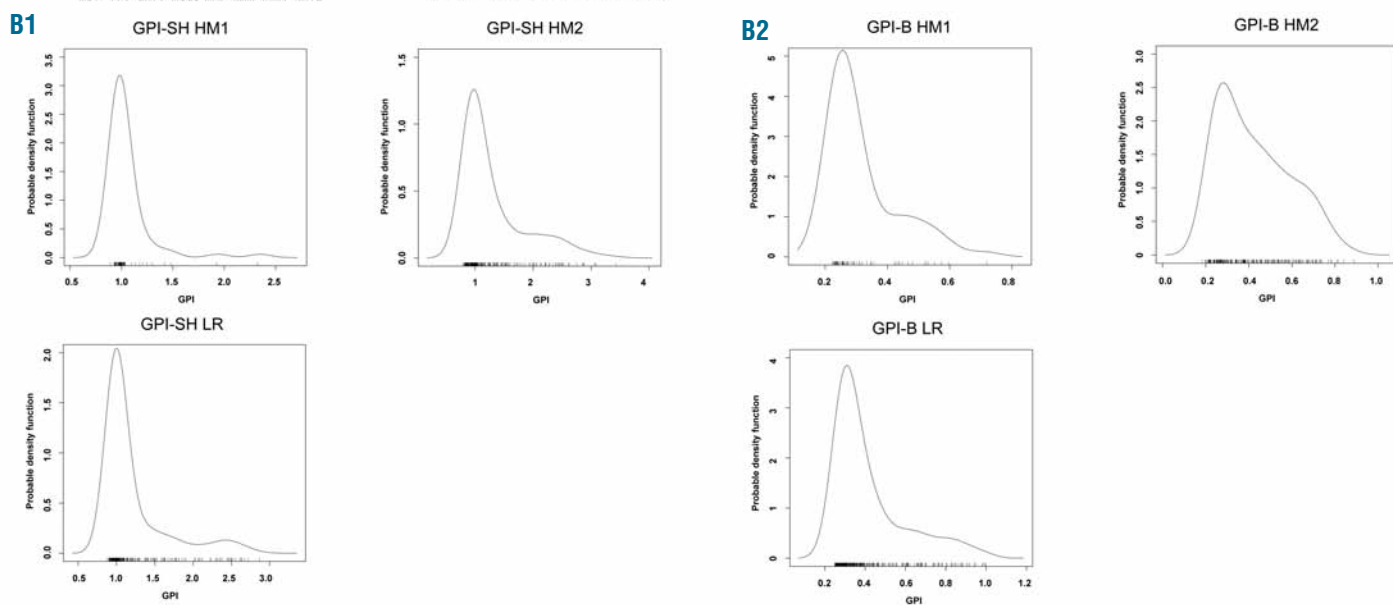 B1
GPI-SH HM1
Probable density function
0.0 0.5 1.0 1.5 2.0 2.5 3.0 3.5
0.5 1.0 1.5 2.0 2.5
GPI
GPI-SH HM2
Probable density function
0.0 0.5 1.0 1.5
1 2 3 4
GPI
GPI-SH LR
Probable density function
0.0 0.5 1.0 1.5 2.0
0.5 1.0 1.5 2.0 2.5 3.0
GPI
B2
GPI-B HM1
Probable density function
0 1 2 3 4 5
0.2 0.4 0.6 0.8
GPI
GPI-B HM2
Probable density function
0 0.5 1.0 1.5 2.0 2.5 3.0
0.0 0.2 0.4 0.6 0.8 1.0
GPI
GPI-B LR
Probable density function
0 1 2 3 4
0.2 0.4 0.6 0.8 1.0 1.2
GPI